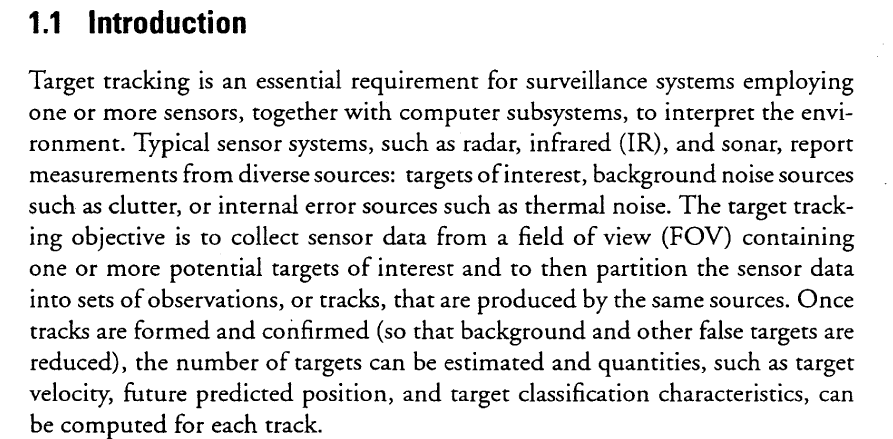 1.1 Introduction
Target tracking is an essential requirement for surveillance systems employing
one or more sensors, together with computer subsystems, to interpret the envi-
ronment. Typical sensor systems, such as radar, infrared (IR), and sonar, report
measurements from diverse sources: targets of interest, background noise sources
such as clutter, or internal error sources such as thermal noise. The target track-
ing objective is to collect sensor data from a field of view (FOV) containing
one or more potential targets of interest and to then partition the sensor data
into sets of observations, or tracks, that are produced by the same sources. Once
tracks are formed and confirmed (so that background and other false targets are
reduced), the number of targets can be estimated and quantities, such as target
velocity, future predicted position, and target classification characteristics, can
be computed for each track.